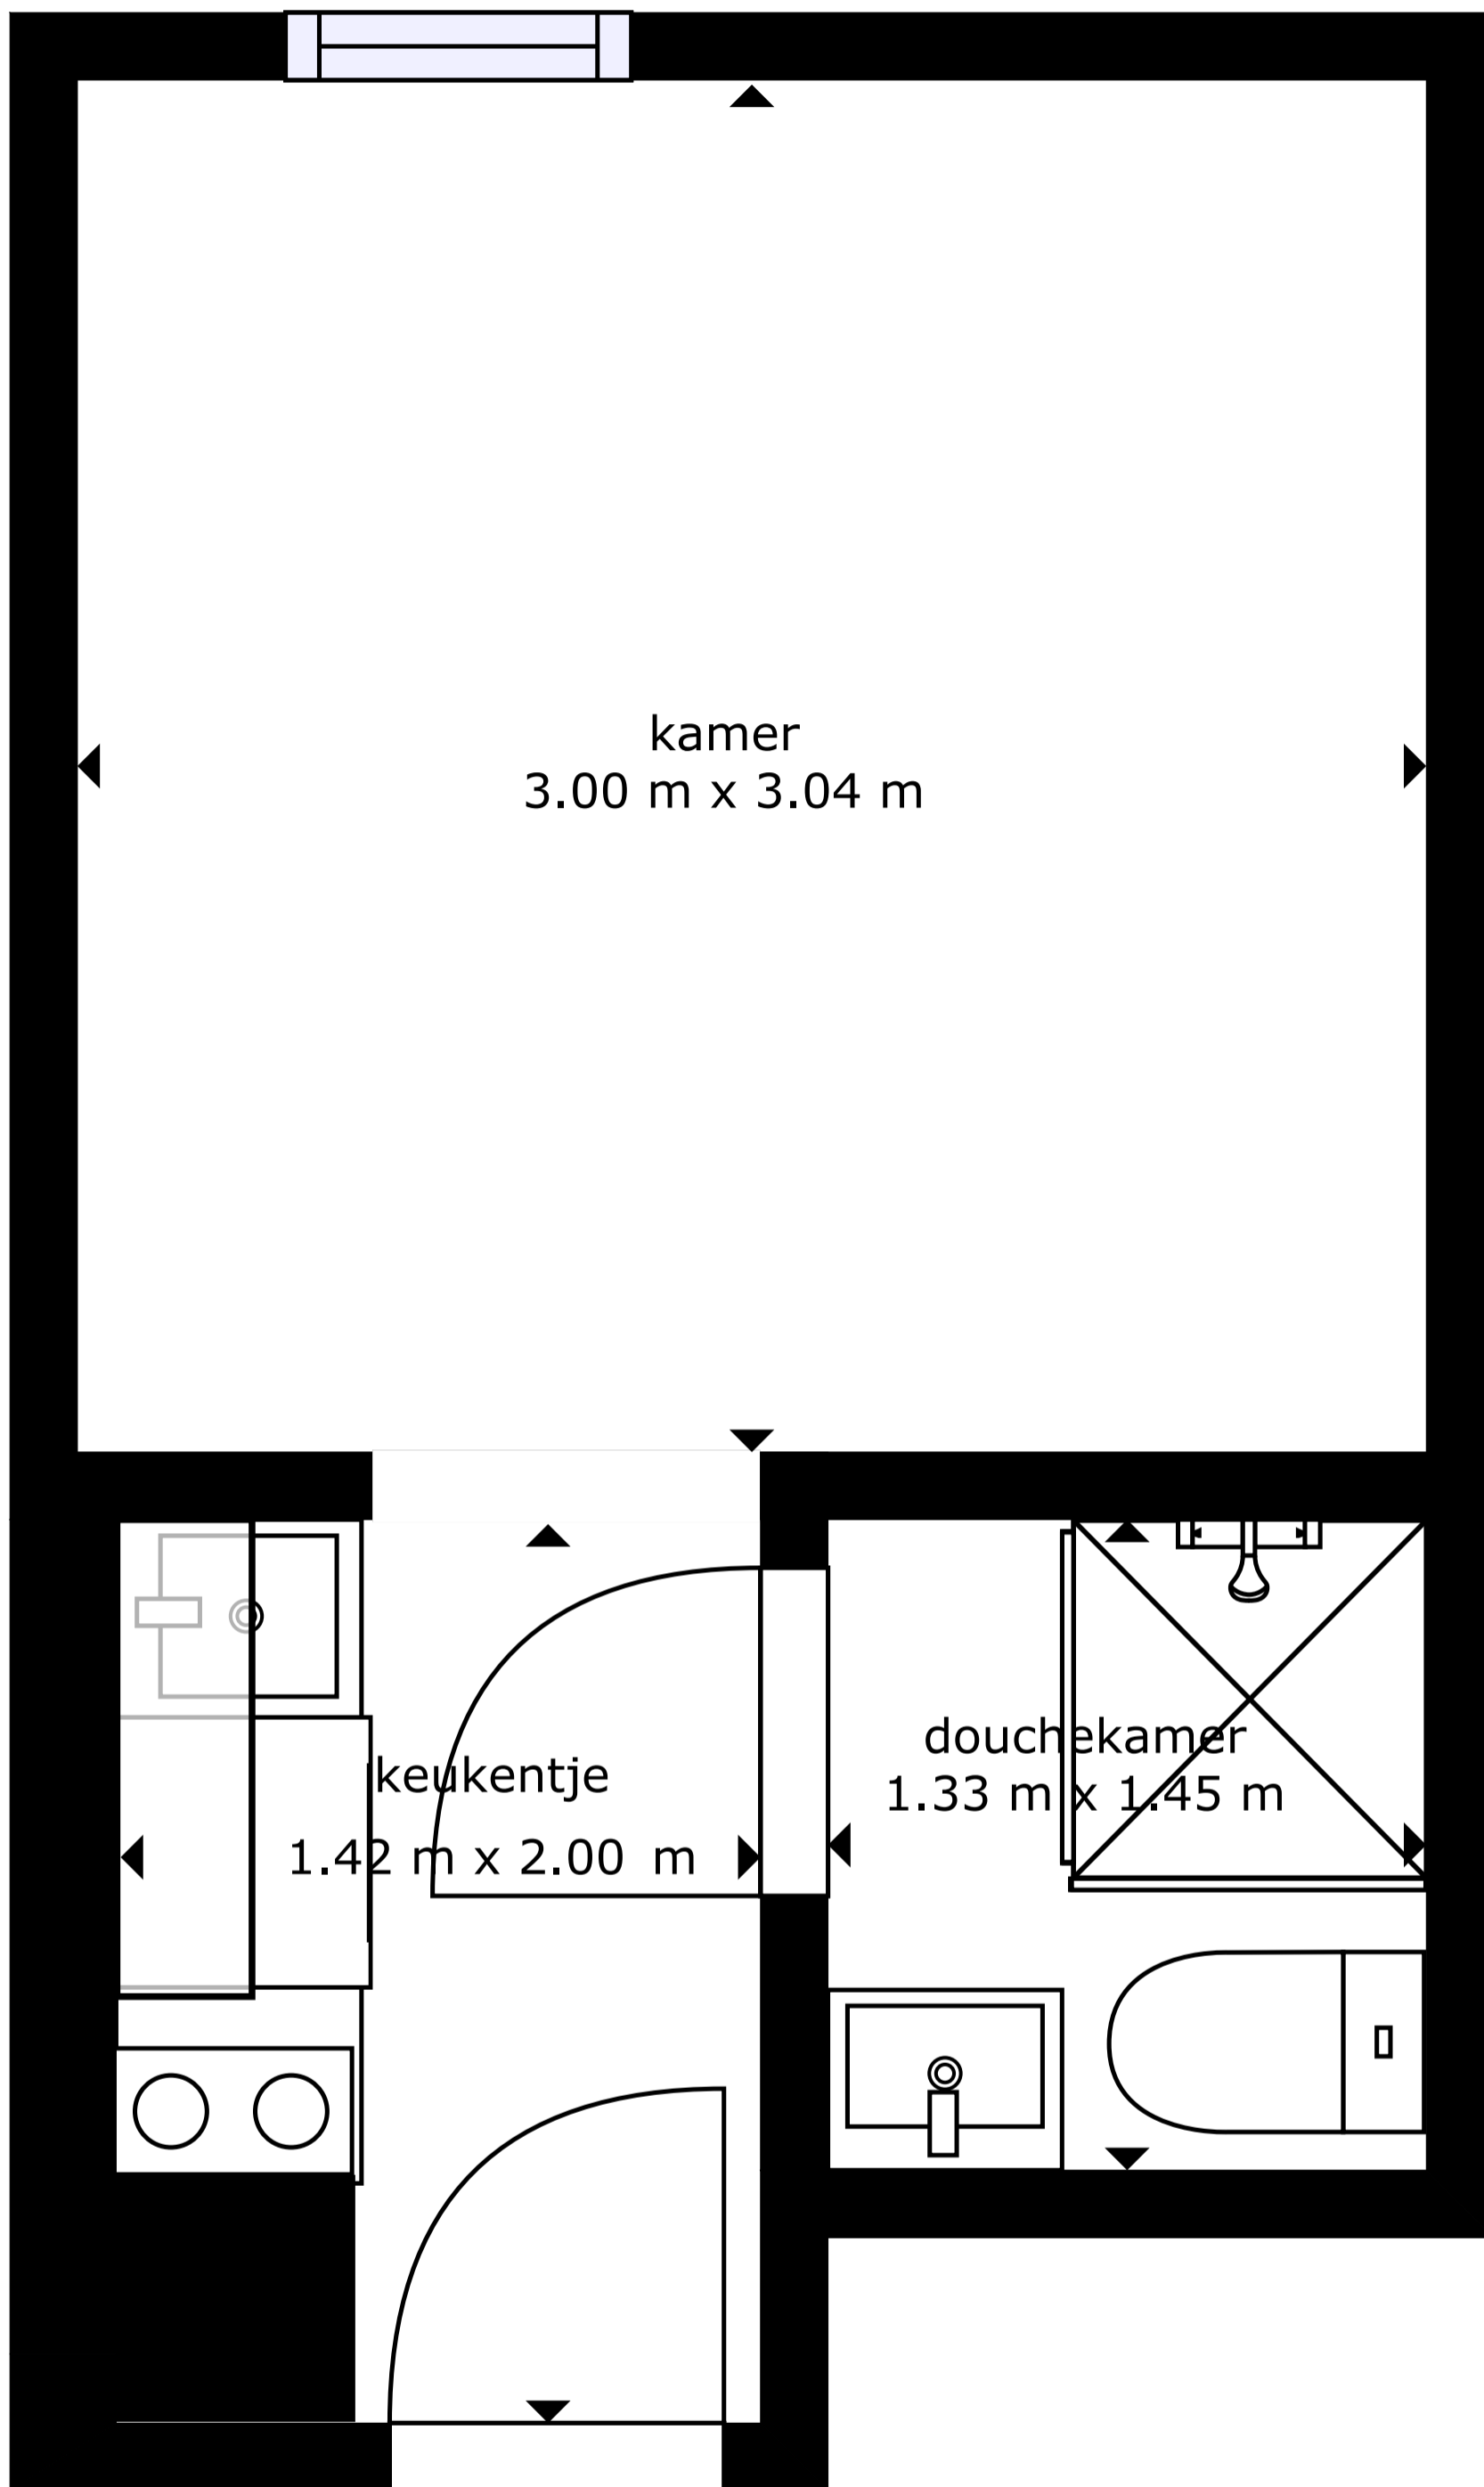 kamer
3.00 m x 3.04 m
keukentje
1.42 m x 2.00 m
douchekamer
1.33 m x 1.45 m